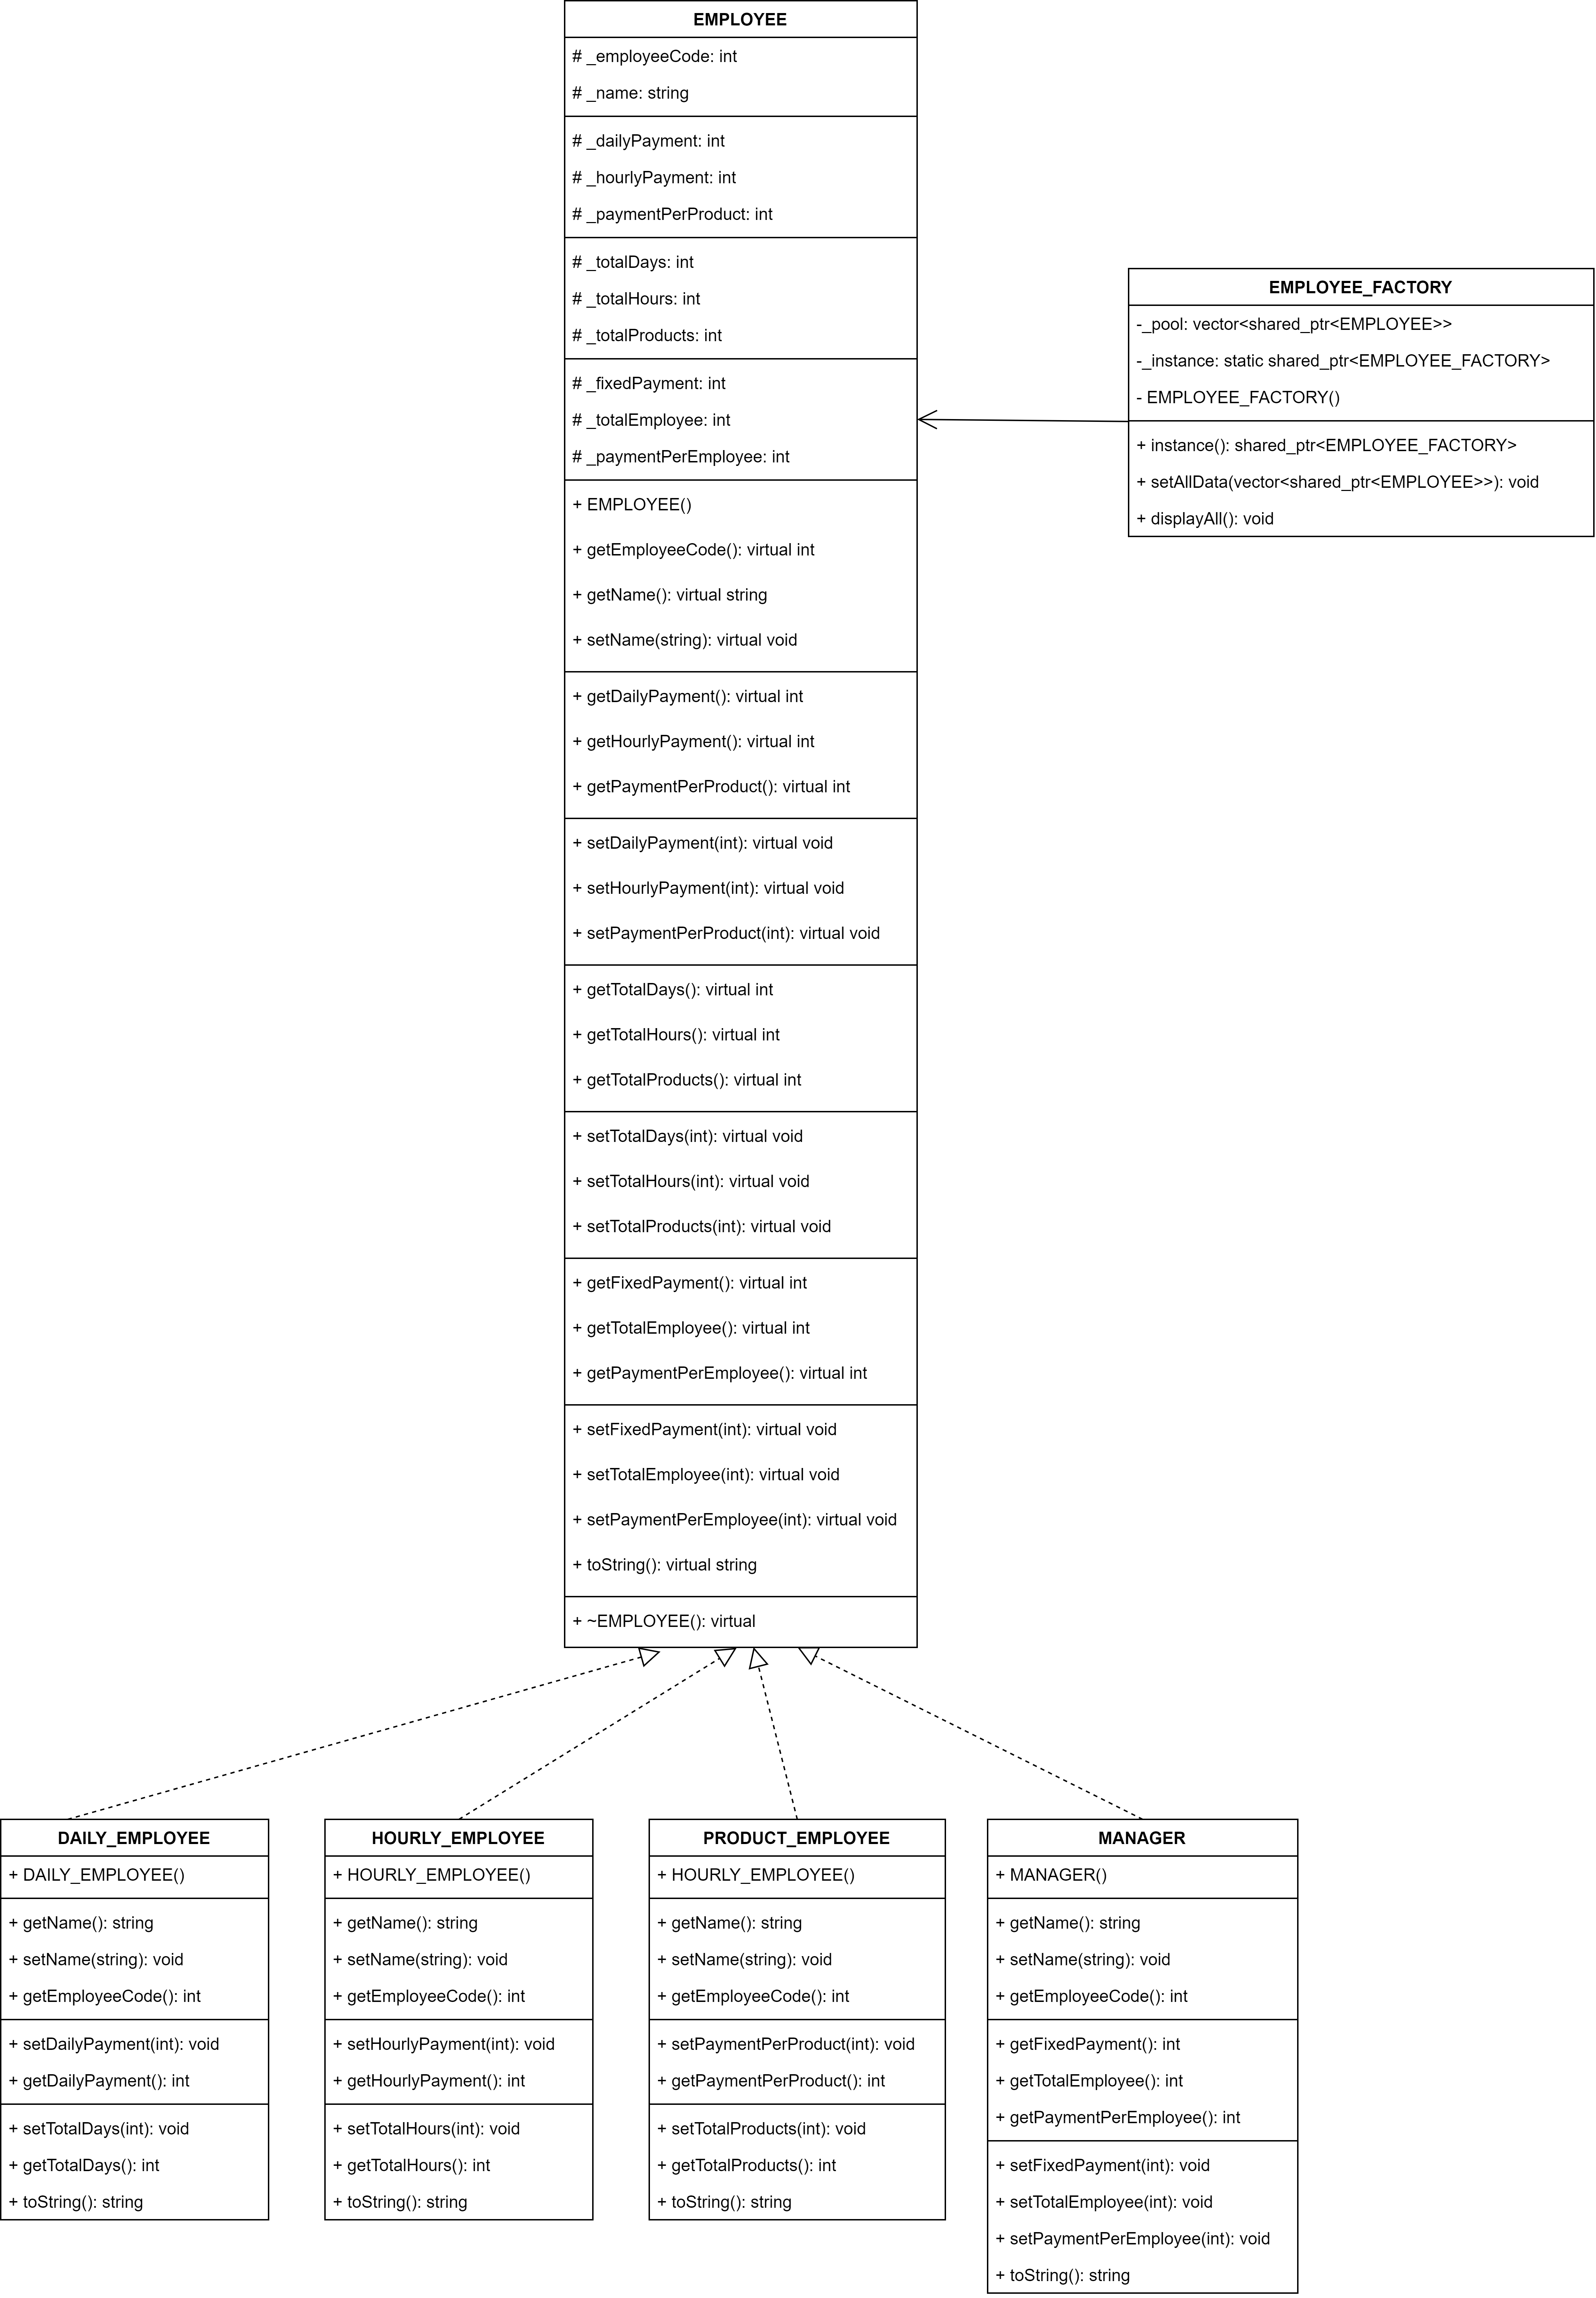 EMPLOYEE
# _employeeCode: int
# _name: string
# _dailyPayment: int
# _hourlyPayment: int
# _paymentPerProduct: int
# _totalDays: int
# _totalHours: int
# _totalProducts: int
# _fixedPayment: int
# _totalEmployee: int
# _paymentPerEmployee: int
+ EMPLOYEE()
+ getEmployeeCode(): virtual int
+ getName(): virtual string
+ setName(string): virtual void
+ getDailyPayment(): virtual int
+ getHourlyPayment(): virtual int
+ getPaymentPerProduct(): virtual int
+ setDailyPayment(int): virtual void
+ setHourlyPayment(int): virtual void
+ setPaymentPerProduct(int): virtual void
+ getTotalDays(): virtual int
+ getTotalHours(): virtual int
+ getTotalProducts(): virtual int
+ setTotalDays(int): virtual void
+ setTotalHours(int): virtual void
+ setTotalProducts(int): virtual void
+ getFixedPayment(): virtual int
+ getTotalEmployee(): virtual int
+ getPaymentPerEmployee(): virtual int
+ setFixedPayment(int): virtual void
+ setTotalEmployee(int): virtual void
+ setPaymentPerEmployee(int): virtual void
+ toString(): virtual string
+ ~EMPLOYEE(): virtual
EMPLOYEE_FACTORY
-_pool: vector<shared_ptr<EMPLOYEE>>
-_instance: static shared_ptr<EMPLOYEE_FACTORY>
- EMPLOYEE_FACTORY()
+ instance(): shared_ptr<EMPLOYEE_FACTORY>
+ setAllData(vector<shared_ptr<EMPLOYEE>>): void
+ displayAll(): void
DAILY_EMPLOYEE
+ DAILY_EMPLOYEE()
+ getName(): string
+ setName(string): void
+ getEmployeeCode(): int
+ setDailyPayment(int): void
+ getDailyPayment(): int
+ setTotalDays(int): void
+ getTotalDays(): int
+ toString(): string
HOURLY_EMPLOYEE
+ HOURLY_EMPLOYEE()
+ getName(): string
+ setName(string): void
+ getEmployeeCode(): int
+ setHourlyPayment(int): void
+ getHourlyPayment(): int
+ setTotalHours(int): void
+ getTotalHours(): int
+ toString(): string
PRODUCT_EMPLOYEE
+ HOURLY_EMPLOYEE()
+ getName(): string
+ setName(string): void
+ getEmployeeCode(): int
+ setPaymentPerProduct(int): void
+ getPaymentPerProduct(): int
+ setTotalProducts(int): void
+ getTotalProducts(): int
+ toString(): string
MANAGER
+ MANAGER()
+ getName(): string
+ setName(string): void
+ getEmployeeCode(): int
+ getFixedPayment(): int
+ getTotalEmployee(): int
+ getPaymentPerEmployee(): int
+ setFixedPayment(int): void
+ setTotalEmployee(int): void
+ setPaymentPerEmployee(int): void
+ toString(): string